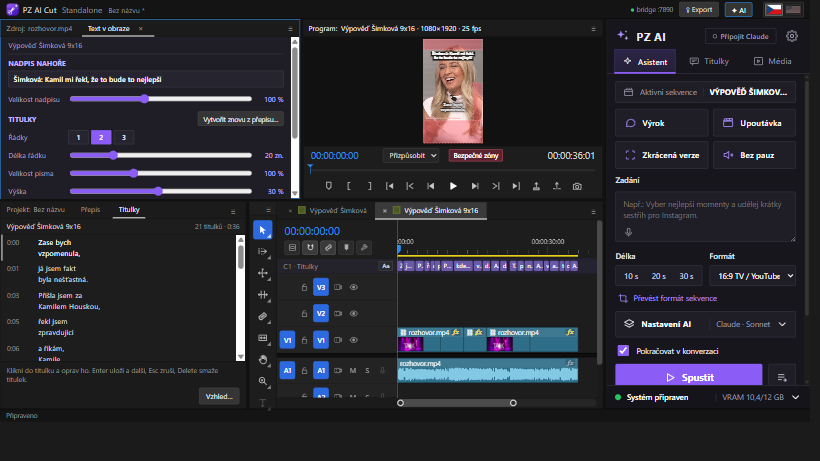 PZ AI Cut Standalone Bez názvu *
bridge :7890 Export AI
Zdroj: rozhovor.mp4 Text v obraze
Výpověď Šimková 9x16
NADPIS NAHOŘE
Šimková: Kamil mi řekl, že to bude to nejlepší
Velikost nadpisu 100 %
TITULKY Vytvořit znovu z přepisu...
Řádky 1 2 3
Délka řádku 20 zn.
Velikost písma 100 %
Výška 30 %
Program: Výpověď Šimková 9x16 · 1080×1920 · 25 fps
00:00:00:00 Přizpůsobit Bezpečné zóny 00:00:36:01
Projekt: Bez názvu Přepis Titulky
Výpověď Šimková 9x16 21 titulků · 0:36
0:00 Zase bych
vzpomenula,
0:01 já jsem fakt
byla nešťastná.
0:03 Přišla jsem za
Kamilem Houskou,
0:05 řekl jsem
zpravdující
0:06 a říkám,
Kamile
Klikni do titulku a oprav ho. Enter uloží a další, Esc zruší, Delete smaže
titulek.
Vzhled...
Připraveno
Výpověď Šimková Výpověď Šimková 9x16
00:00:00:00
00:00 00:00:30:00
C1 · Titulky Aa
V3
V2
V1 V1 rozhovor.mp4 fx fx rozhovor.mp4 fx
A1 A1 M S rozhovor.mp4
PZ AI Připojit Claude
Asistent Titulky Média
Aktivní sekvence VÝPOVĚĎ ŠIMKOV...
Výrok Upoutávka
Zkrácená verze Bez pauz
Zadání
Např.: Vyber nejlepší momenty a udělej krátký
sestřih pro Instagram.
Délka Formát
10 s 20 s 30 s 16:9 TV / YouTube
Převést formát sekvence
Nastavení AI Claude · Sonnet
Pokračovat v konverzaci
Spustit
Systém připraven VRAM 10,4/12 GB